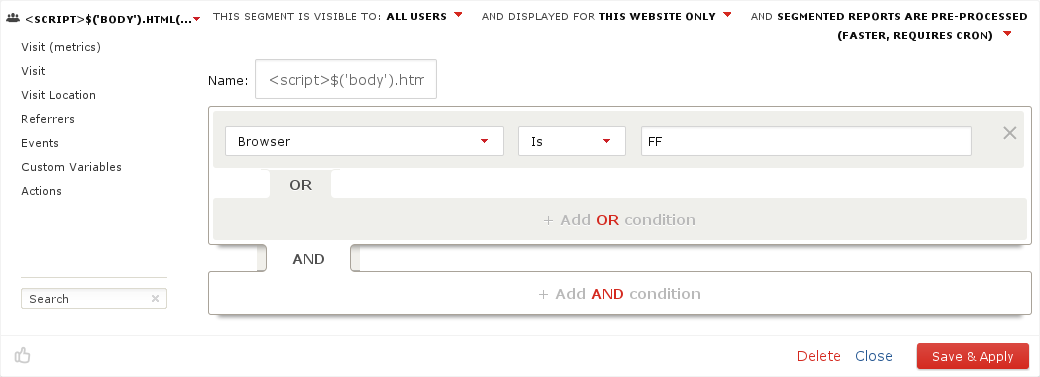 <SCRIPT>$('BODY').HTML(...
THIS SEGMENT IS VISIBLE TO: ALL USERS AND DISPLAYED FOR THIS WEBSITE ONLY AND SEGMENTED REPORTS ARE PRE-PROCESSED
(FASTER, REQUIRES CRON)
Visit (metrics)
Visit
Visit Location
Referrers
Events
Custom Variables
Actions
Search
Name: <script>$('body').htm
Browser Is FF
OR
+ Add OR condition
AND
+ Add AND condition
Delete Close Save & Apply